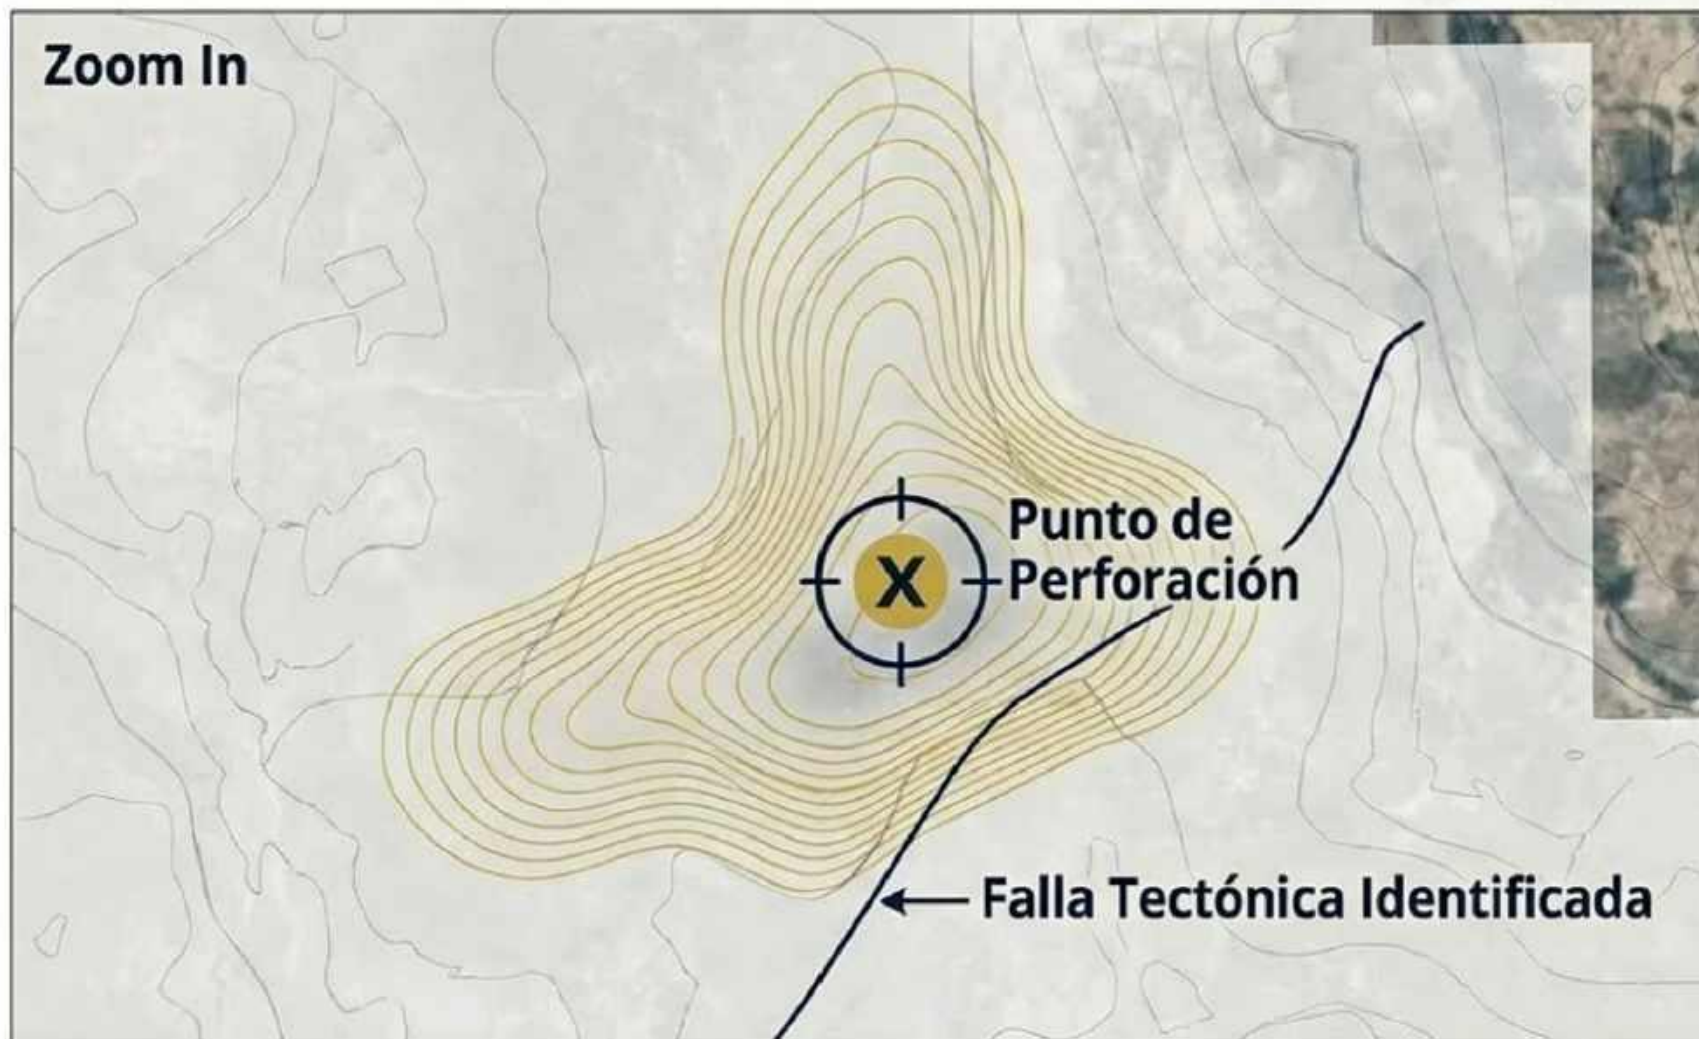 Zoom In
Punto de
X
Perforación
Falla Tectónica Identificada